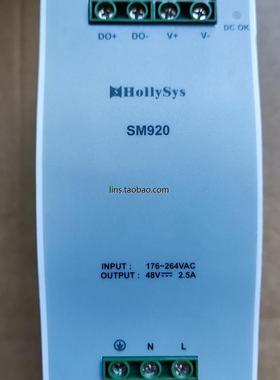 DO+ DO- V+ V- DC OK
HollySys
SM920
lins.taobao.com
INPUT : 176~264VAC
OUTPUT : 48V⎓ 2.5A
N L